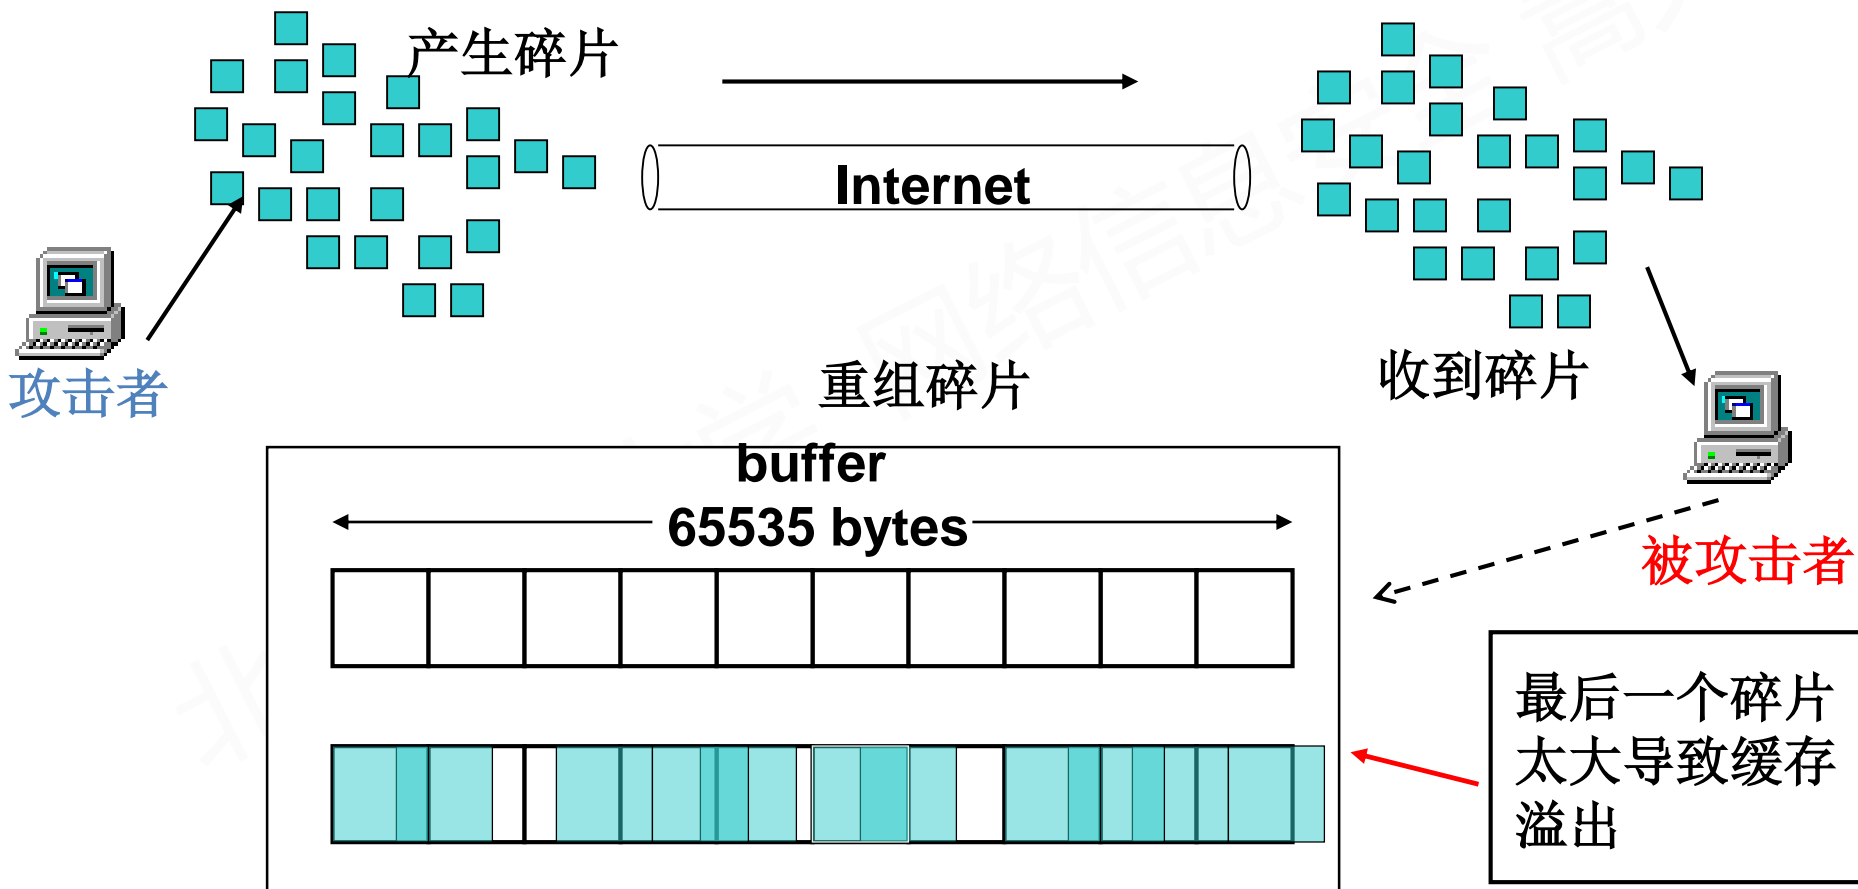 产生碎片
Internet
攻击者
重组碎片
收到碎片
buffer
65535 bytes
被攻击者
最后一个碎片
太大导致缓存
溢出